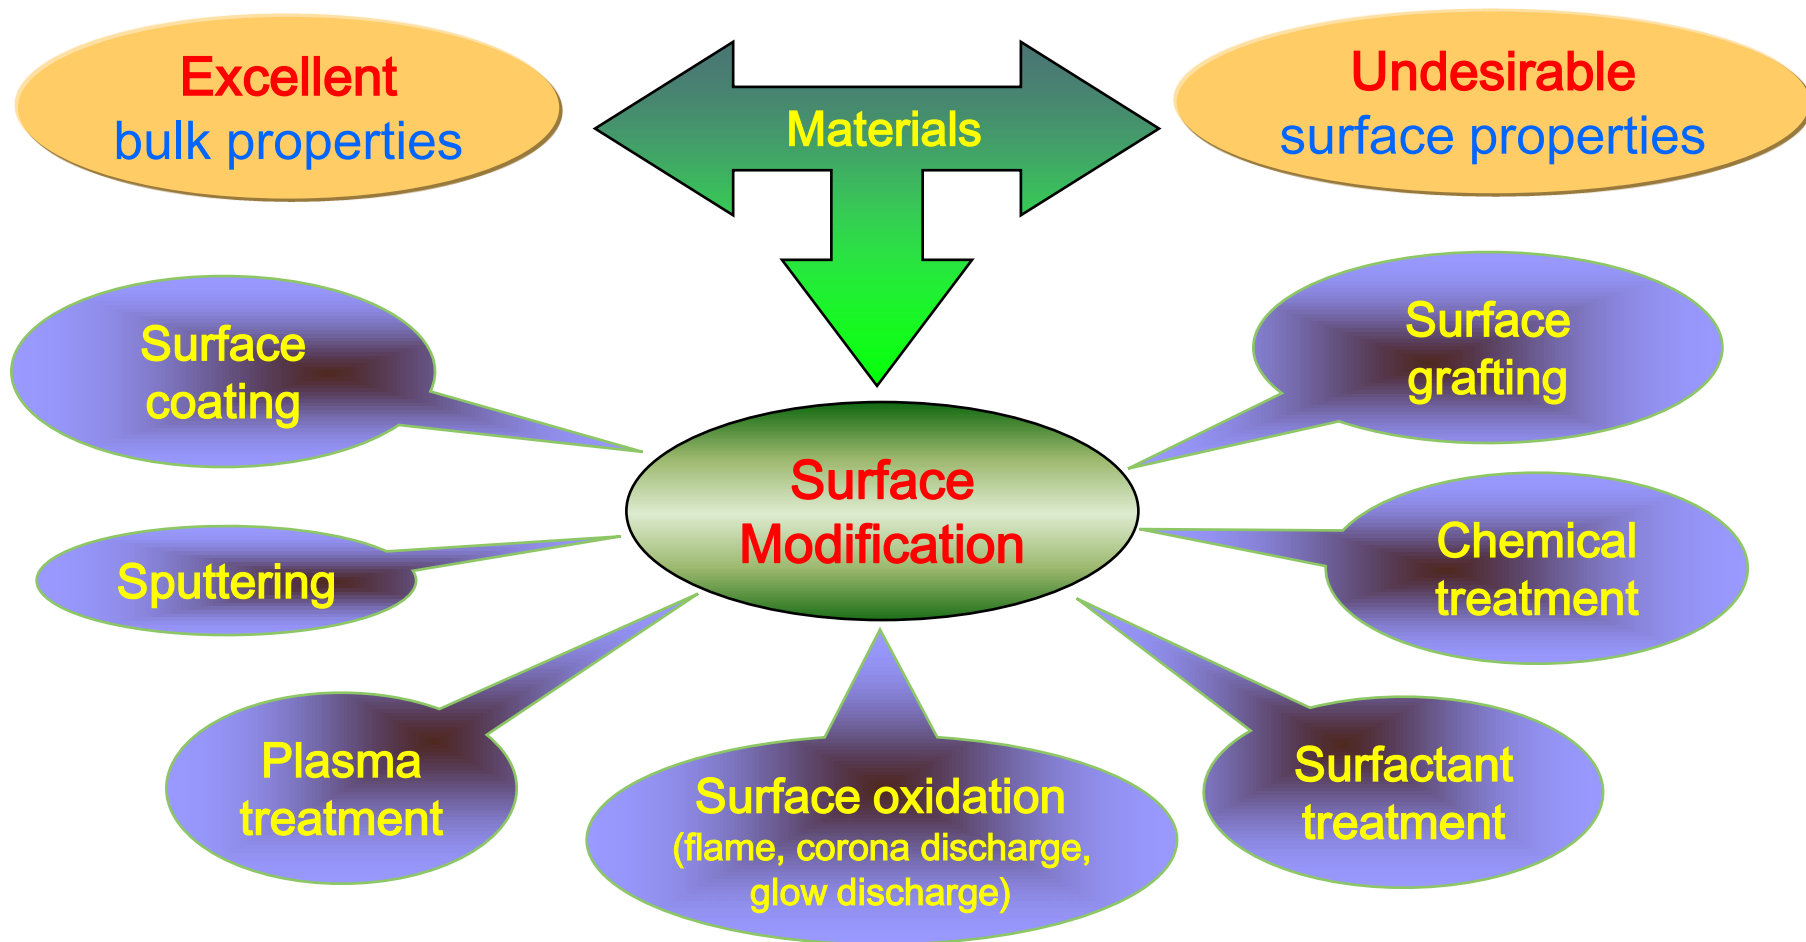 Excellent
bulk properties
Materials
Undesirable
surface properties
Surface
coating
Surface
grafting
Surface
Modification
Sputtering
Chemical
treatment
Plasma
treatment
Surface oxidation
(flame, corona discharge,
glow discharge)
Surfactant
treatment